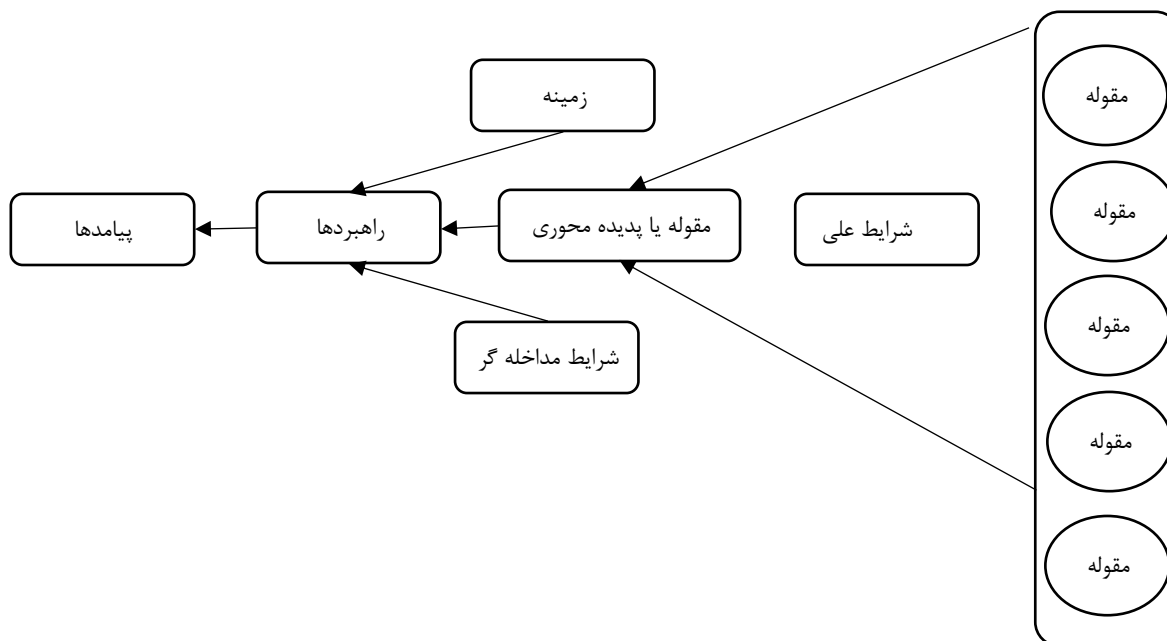 مقوله
زمینه
مقوله
شرایط علی
مقوله یا پدیده محوری
راهبردها
پیامدها
مقوله
شرایط مداخله گر
مقوله
مقوله